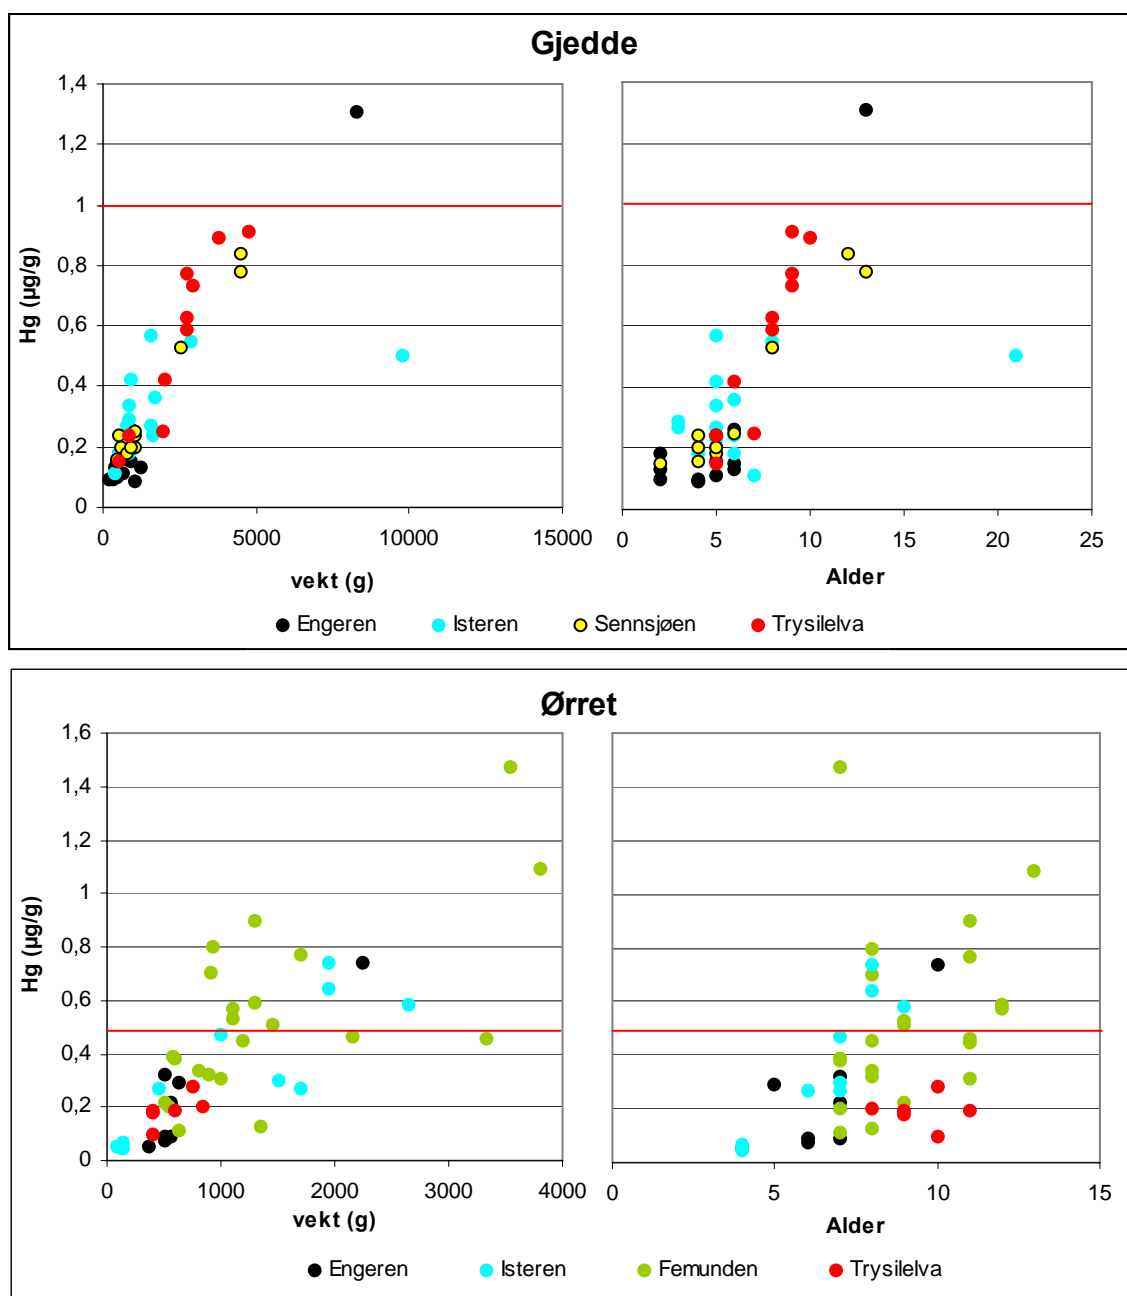 Gjedde
1,4
1,2
1
0,8
0,6
0,4
0,2
0
Hg (µg/g)
0 5000 10000 15000
vekt (g)
0 5 10 15 20 25
Alder
Engeren Isteren Sennsjøen Trysilelva
Ørret
1,6
1,4
1,2
1
0,8
0,6
0,4
0,2
0
Hg (µg/g)
0 1000 2000 3000 4000
vekt (g)
0 5 10 15
Alder
Engeren Isteren Femunden Trysilelva